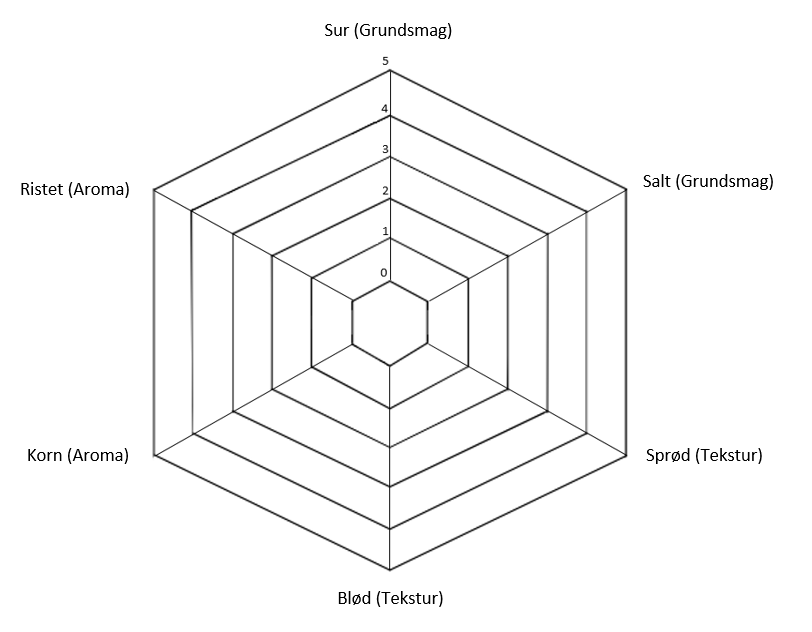 Sur (Grundsmag)
5
4
3
Ristet (Aroma)
Salt (Grundsmag)
2
1
0
Korn (Aroma)
Sprød (Tekstur)
Blød (Tekstur)